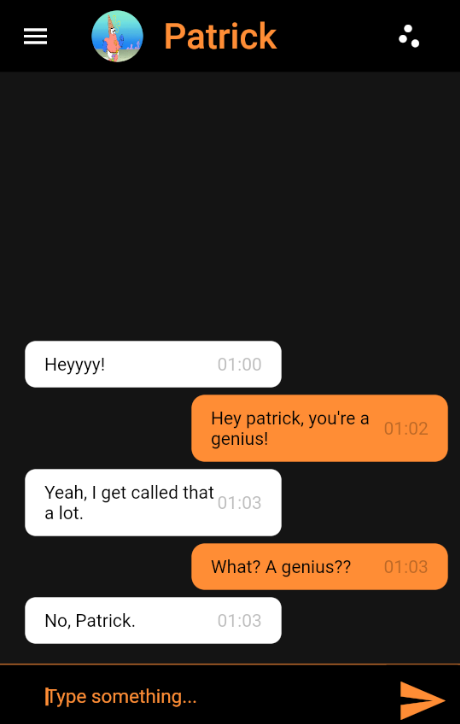 Patrick
Heyyyy! 01:00
Hey patrick, you're a
genius! 01:02
Yeah, I get called that
a lot. 01:03
What? A genius?? 01:03
No, Patrick. 01:03
Type something...